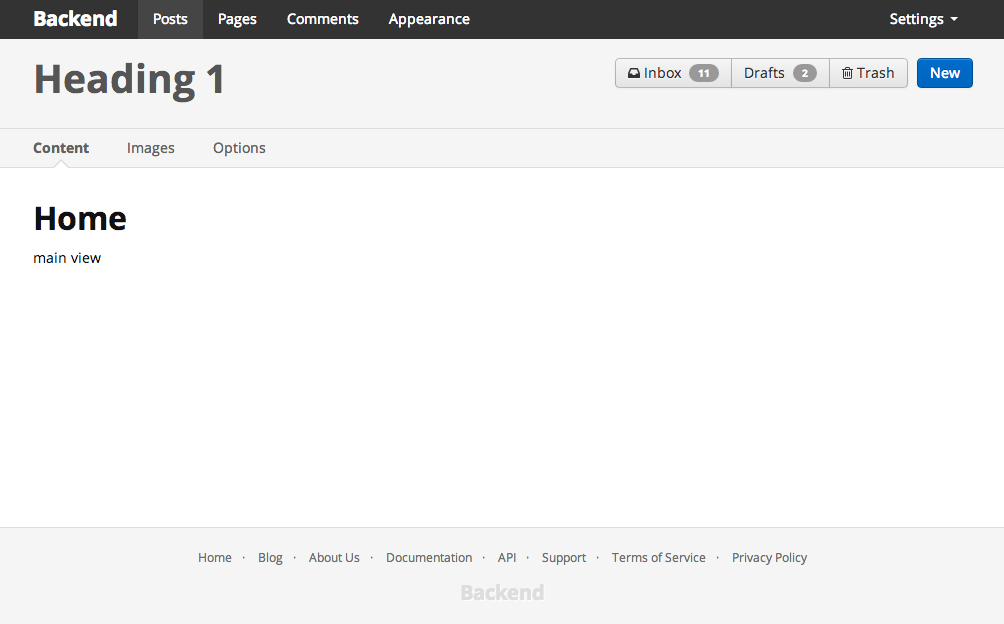 Backend Posts Pages Comments Appearance Settings
Heading 1 Inbox 11 Drafts 2 Trash New
Content Images Options
Home
main view
Home · Blog · About Us · Documentation · API · Support · Terms of Service · Privacy Policy
Backend